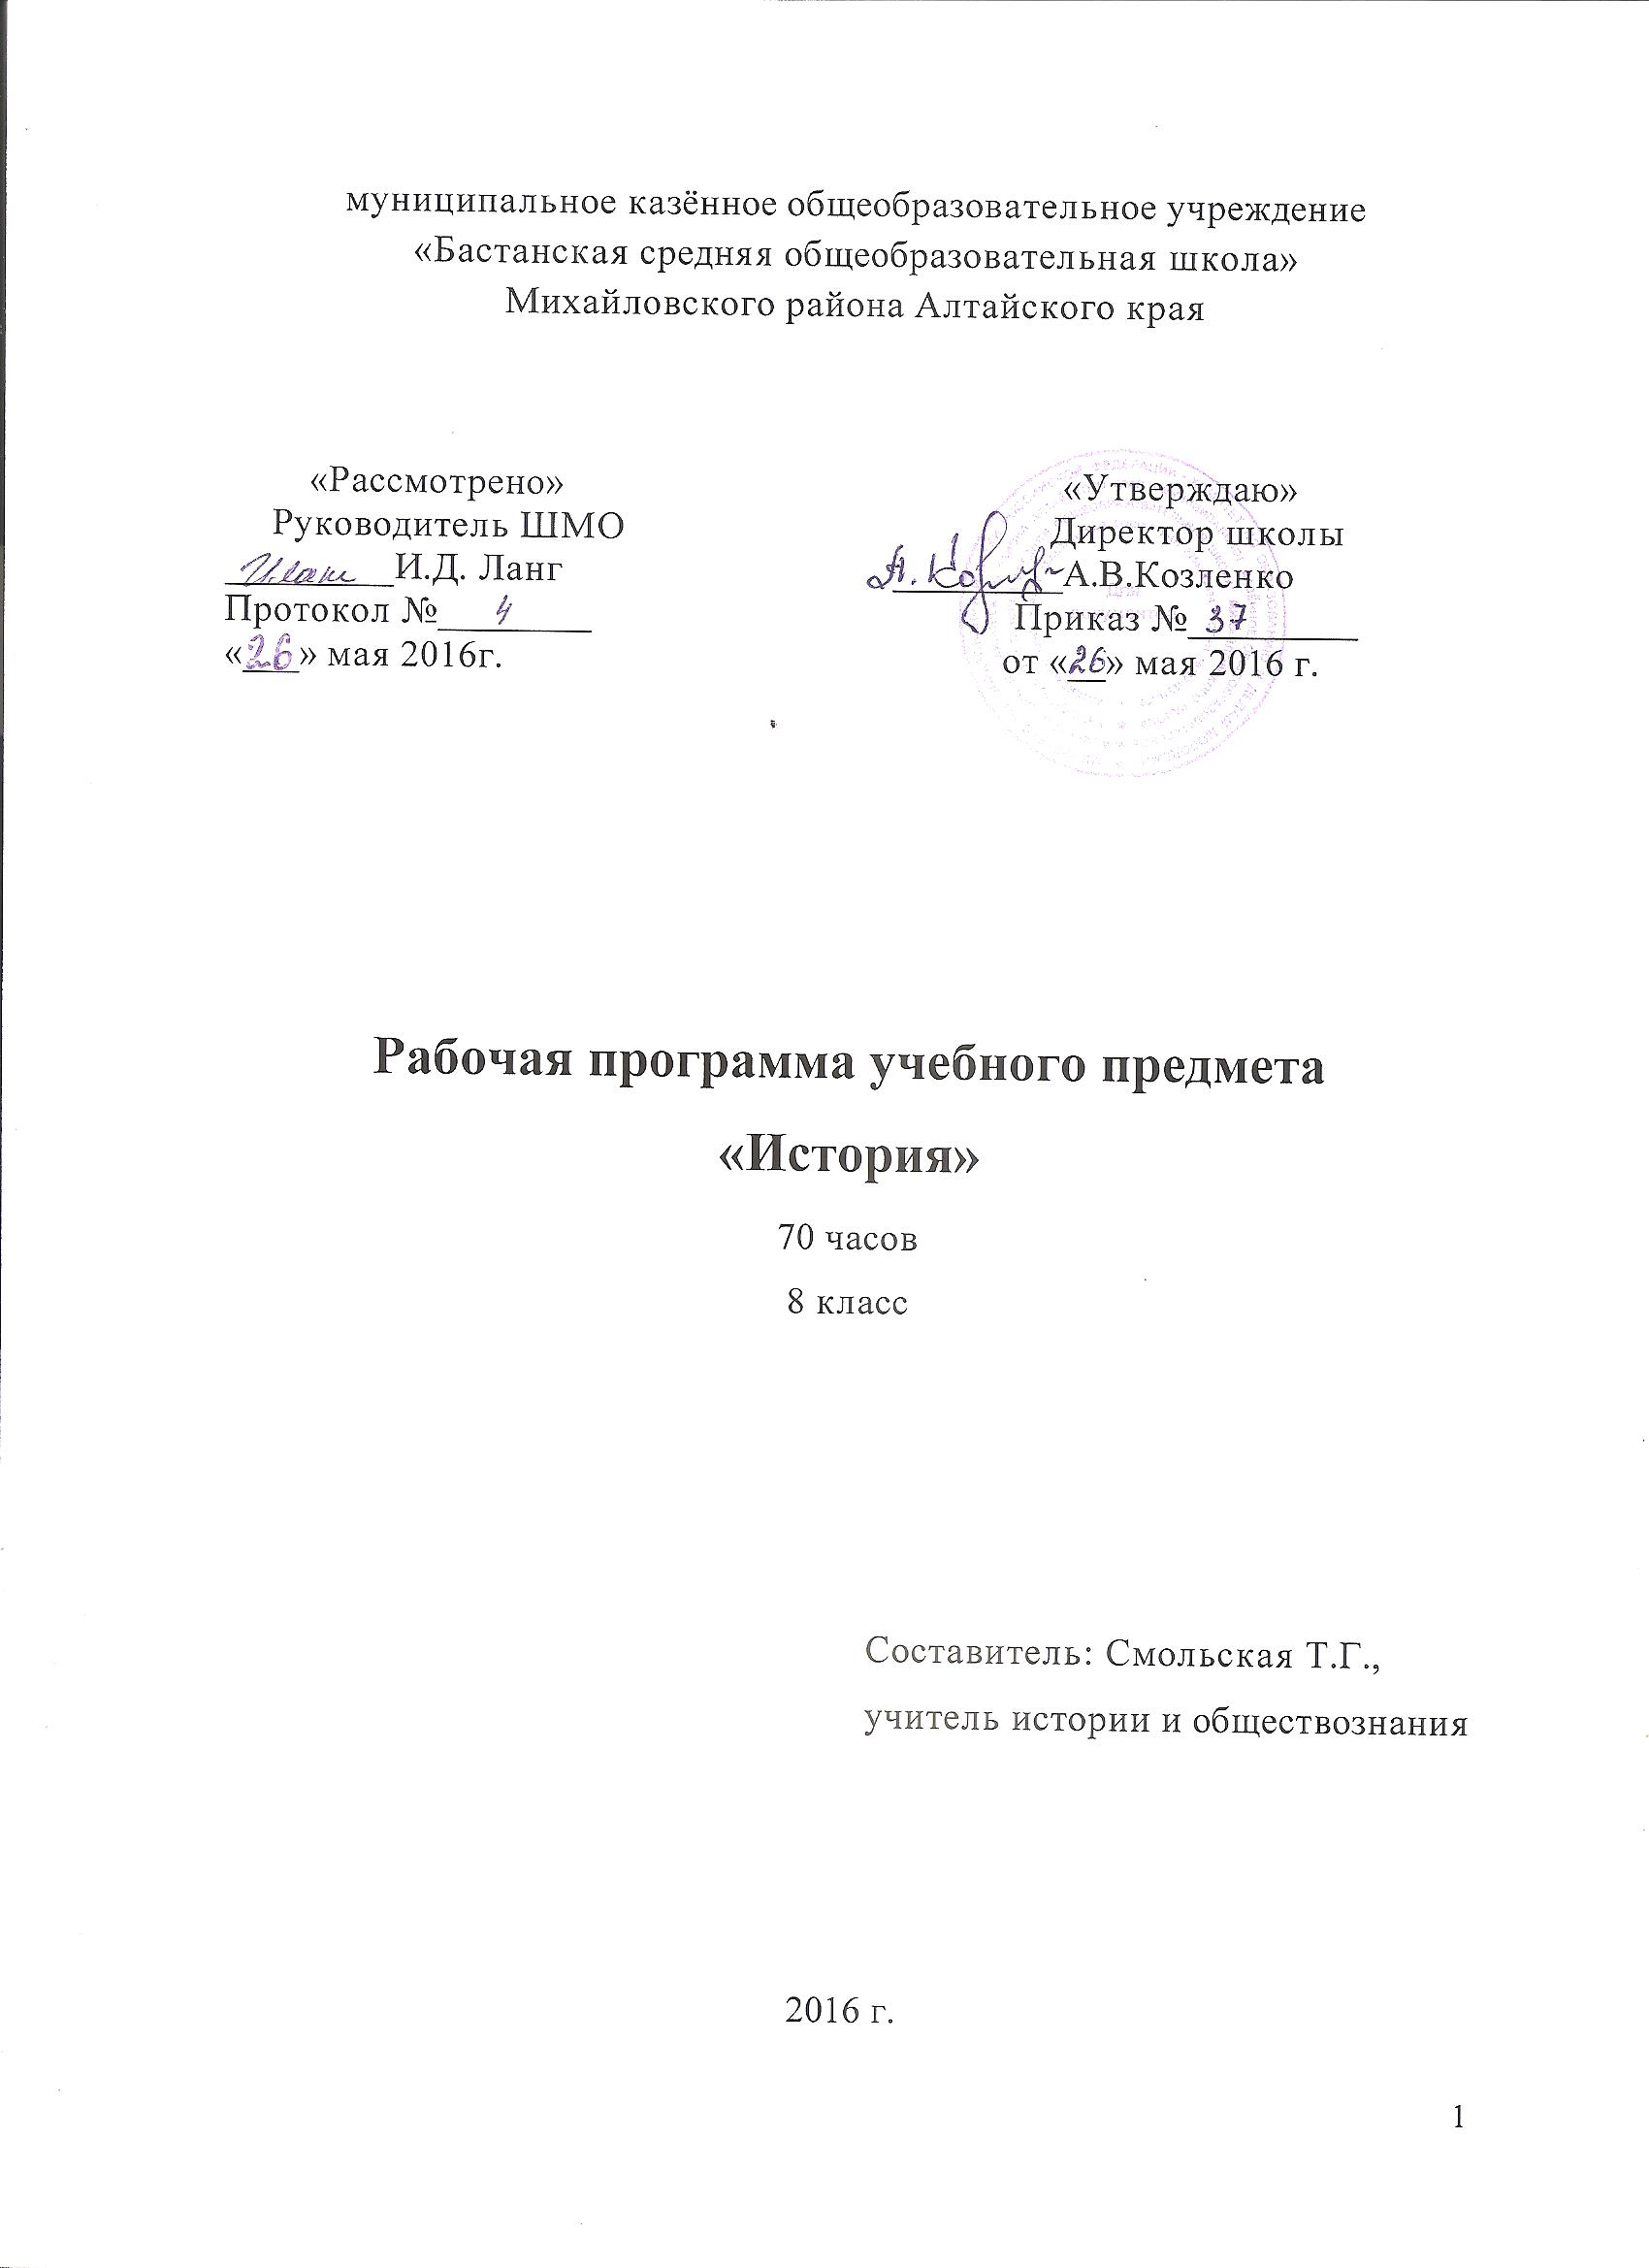 муниципальное казённое общеобразовательное учреждение
«Бастанская средняя общеобразовательная школа»
Михайловского района Алтайского края
«Рассмотрено»
Руководитель ШМО
И.Д. Ланг
Протокол № 4
«26» мая 2016г.
«Утверждаю»
Директор школы
А.В.Козленко
Приказ № 37
от «26» мая 2016 г.
Рабочая программа учебного предмета
«История»
70 часов
8 класс
Составитель: Смольская Т.Г.,
учитель истории и обществознания
2016 г.
1